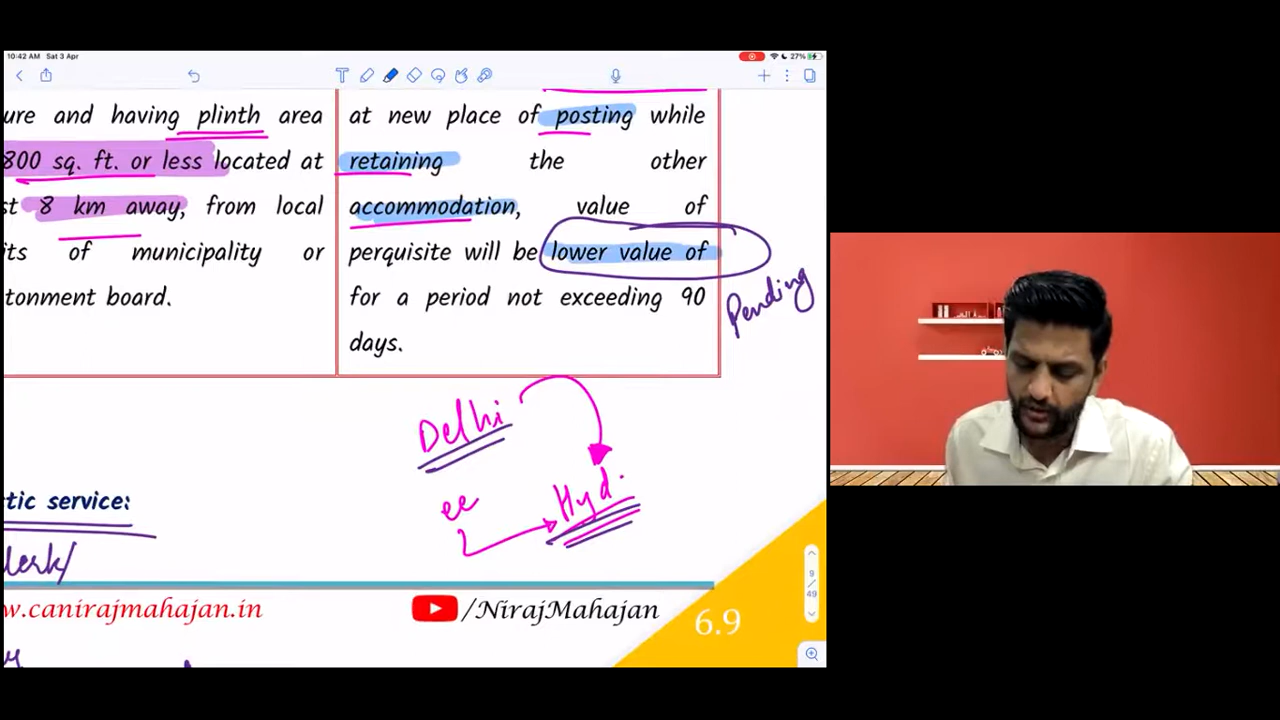 10:42 AM Sat 3 Apr
27%
ure and having plinth area
800 sq. ft. or less located at
st 8 km away, from local
its of municipality or
tonment board.
at new place of posting while
retaining the other
accommodation, value of
perquisite will be lower value of
for a period not exceeding 90
days.
Pending
Delhi
ee
Hyd.
tic service:
lerk/
w.canirajmahajan.in
/NirajMahajan
6.9
9
/
49